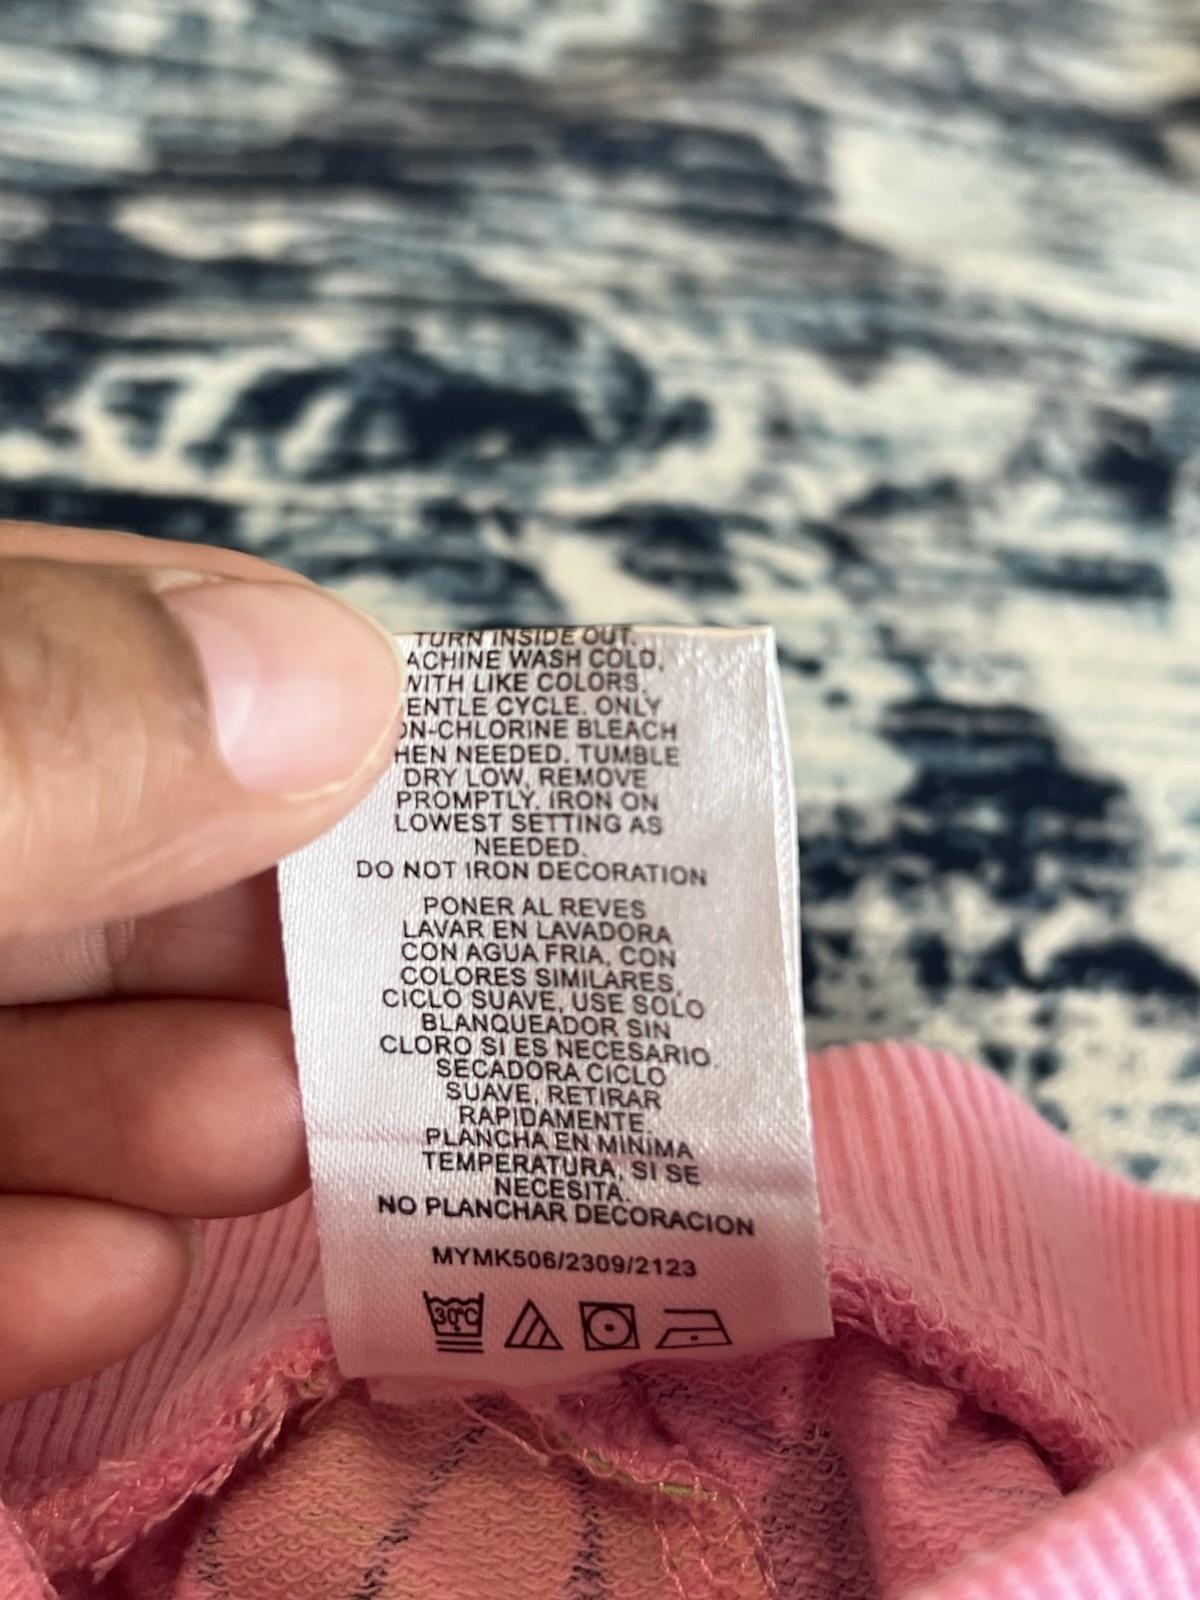 TURN INSIDE OUT.
ACHINE WASH COLD,
WITH LIKE COLORS,
ENTLE CYCLE. ONLY
ON-CHLORINE BLEACH
HEN NEEDED. TUMBLE
DRY LOW, REMOVE
PROMPTLY. IRON ON
LOWEST SETTING AS
NEEDED.
DO NOT IRON DECORATION
PONER AL REVES
LAVAR EN LAVADORA
CON AGUA FRIA, CON
COLORES SIMILARES,
CICLO SUAVE, USE SOLO
BLANQUEADOR SIN
CLORO SI ES NECESARIO.
SECADORA CICLO
SUAVE, RETIRAR
RAPIDAMENTE.
PLANCHA EN MINIMA
TEMPERATURA, SI SE
NECESITA.
NO PLANCHAR DECORACION
MYMK506/2309/2123
30°C